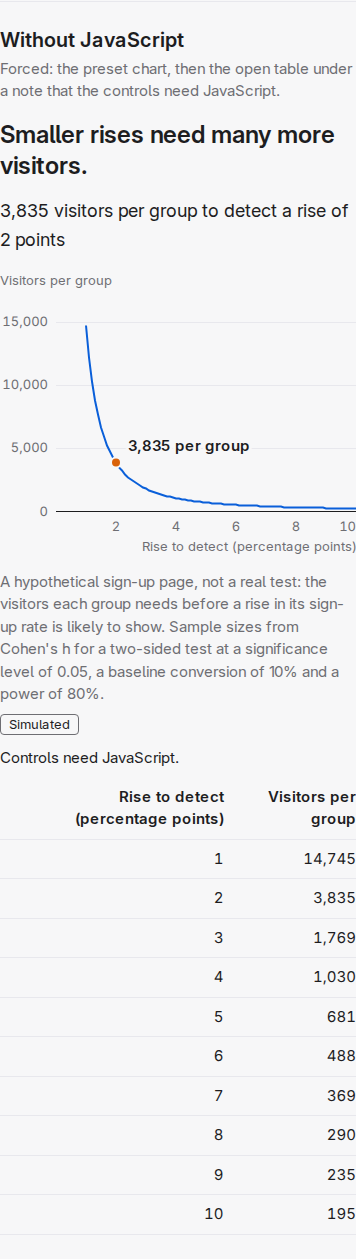 Without JavaScript
Forced: the preset chart, then the open table under
a note that the controls need JavaScript.
Smaller rises need many more
visitors.
3,835 visitors per group to detect a rise of
2 points
Visitors per group
15,000
10,000
5,000
0
3,835 per group
2 4 6 8 10
Rise to detect (percentage points)
A hypothetical sign-up page, not a real test: the
visitors each group needs before a rise in its sign-
up rate is likely to show. Sample sizes from
Cohen's h for a two-sided test at a significance
level of 0.05, a baseline conversion of 10% and a
power of 80%.
Simulated
Controls need JavaScript.
Rise to detect Visitors per
(percentage points) group
1 14,745
2 3,835
3 1,769
4 1,030
5 681
6 488
7 369
8 290
9 235
10 195